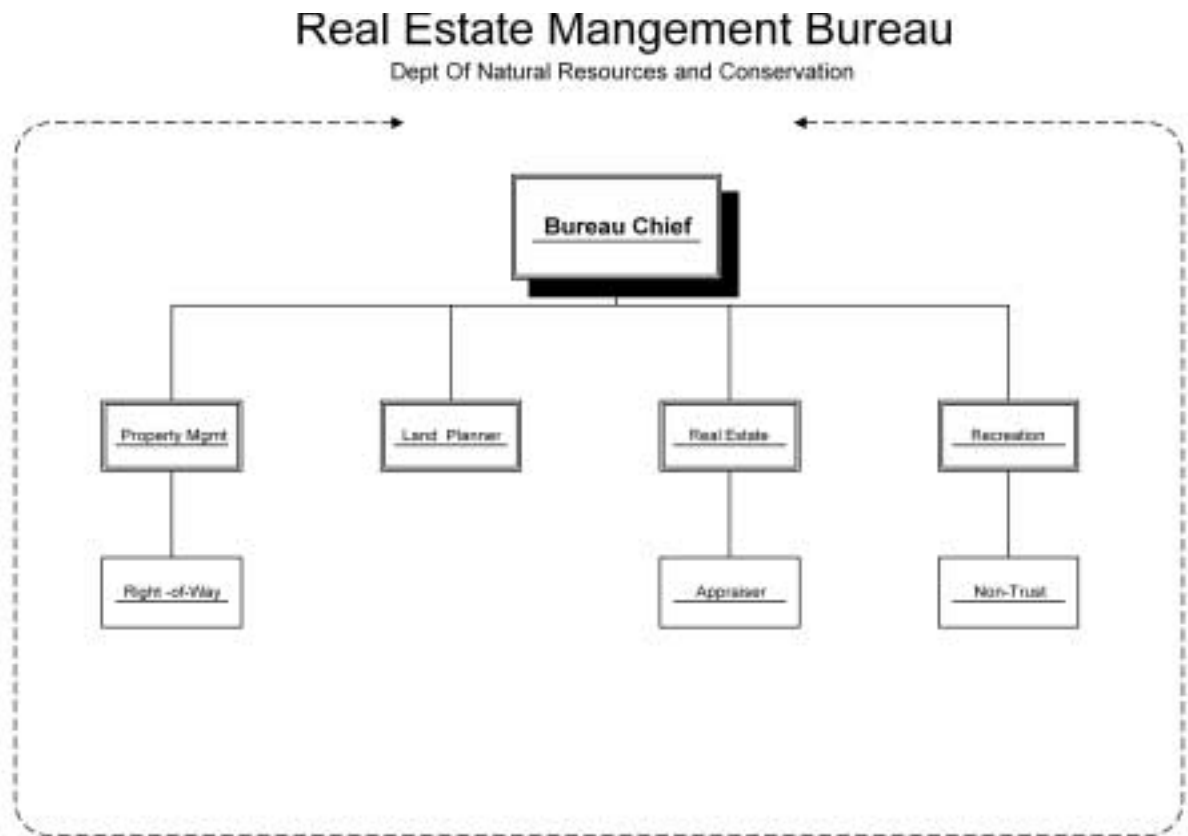 Real Estate Mangement Bureau
Dept Of Natural Resources and Conservation
Bureau Chief
Property Mgmt
Land Planner
Real Estate
Recreation
Right -of-Way
Appraiser
Non-Trust